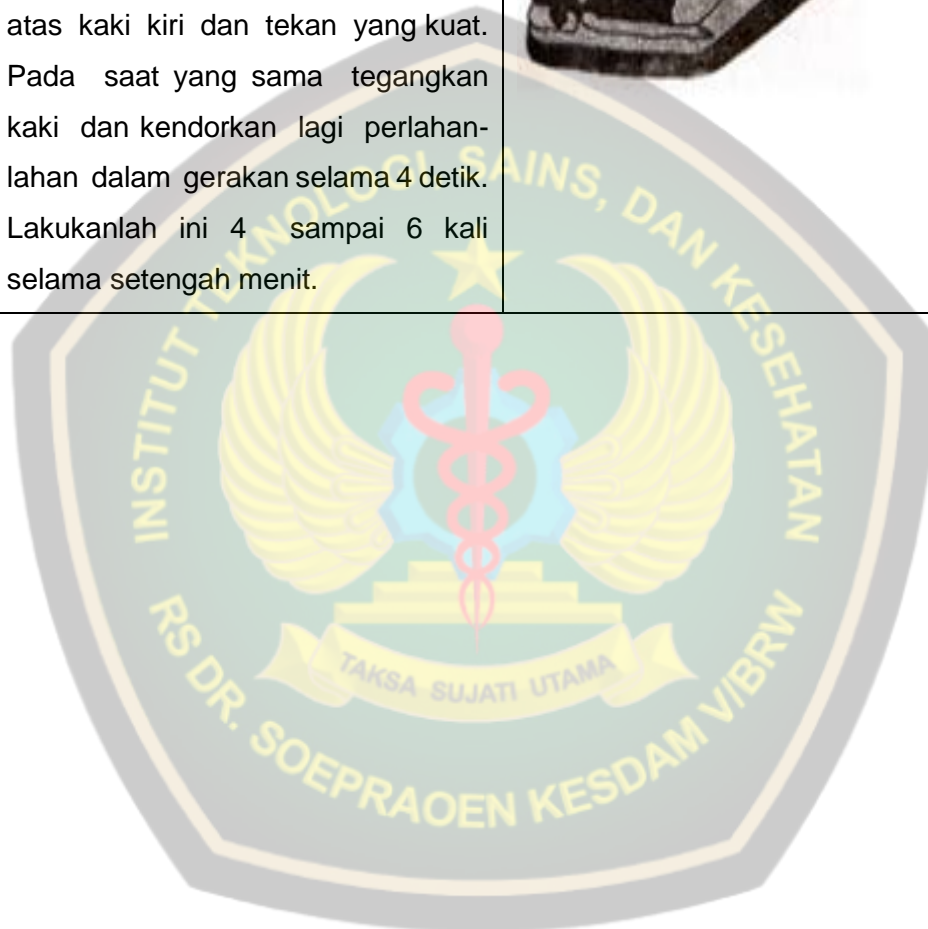 atas kaki kiri dan tekan yang kuat.
Pada saat yang sama tegangkan
kaki dan kendorkan lagi perlahan-
lahan dalam gerakan selama 4 detik.
Lakukanlah ini 4 sampai 6 kali
selama setengah menit.
INSTITUT TEKNOLOGI, SAINS, DAN KESEHATAN
TAKSA SUJATI UTAMA
RS DR. SOEPRAOEN KESDAM V/BRW